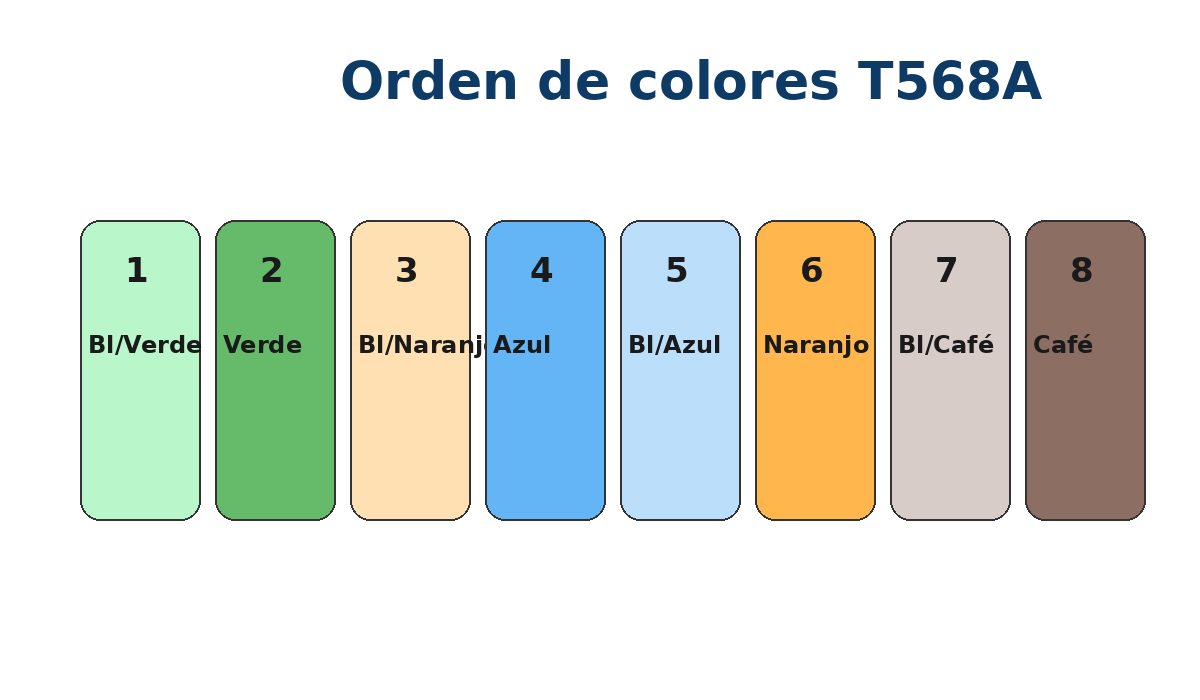 Orden de colores T568A
1 2 3 4 5 6 7 8
Bl/Verde Verde Bl/Naranj Azul Bl/Azul Naranjo Bl/Café Café